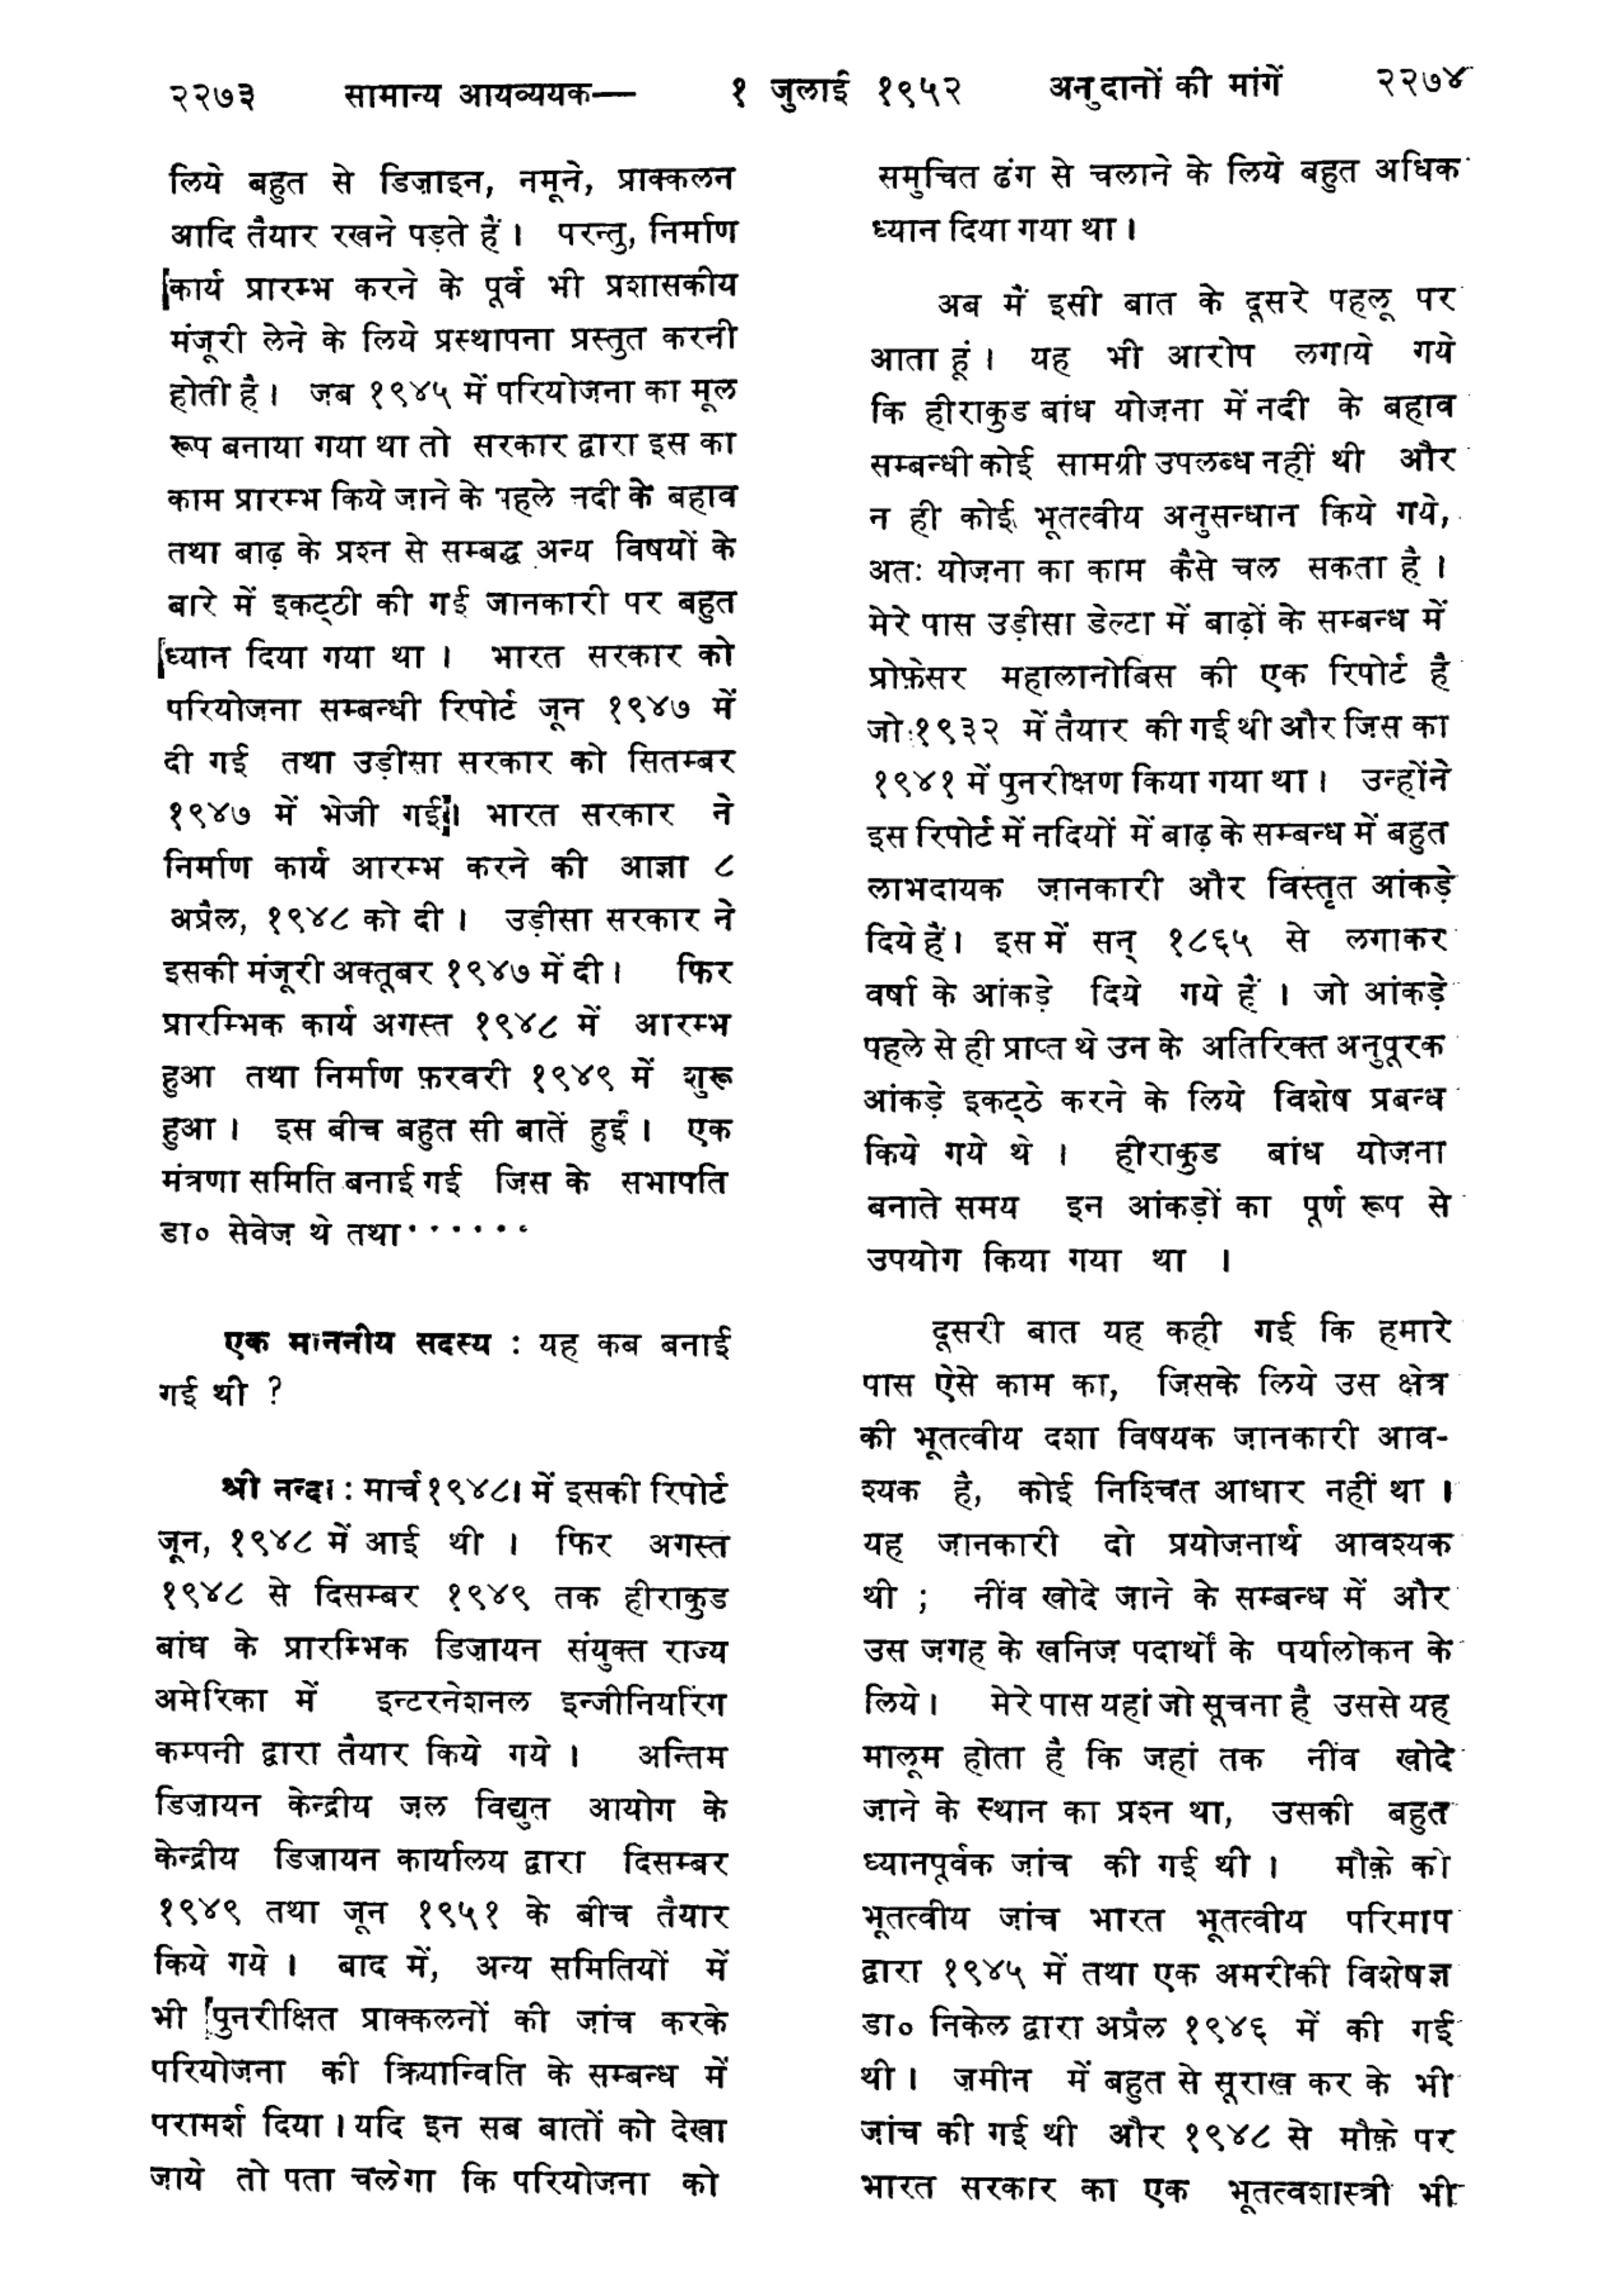 २२७३ सामान्य आयव्ययक— १ जुलाई १९५२ अनुदानों की मांगें २२७४
लिये बहुत से डिज़ाइन, नमूने, प्राक्कलन
आदि तैयार रखने पड़ते हैं। परन्तु, निर्माण
कार्य प्रारम्भ करने के पूर्व भी प्रशासकीय
मंजूरी लेने के लिये प्रस्थापना प्रस्तुत करनी
होती है। जब १९४५ में परियोजना का मूल
रूप बनाया गया था तो सरकार द्वारा इस का
काम प्रारम्भ किये जाने के पहले नदी के बहाव
तथा बाढ़ के प्रश्न से सम्बद्ध अन्य विषयों के
बारे में इकट्ठी की गई जानकारी पर बहुत
ध्यान दिया गया था। भारत सरकार को
परियोजना सम्बन्धी रिपोर्ट जून १९४७ में
दी गई तथा उड़ीसा सरकार को सितम्बर
१९४७ में भेजी गई। भारत सरकार ने
निर्माण कार्य आरम्भ करने की आज्ञा ८
अप्रैल, १९४८ को दी। उड़ीसा सरकार ने
इसकी मंजूरी अक्तूबर १९४७ में दी। फिर
प्रारम्भिक कार्य अगस्त १९४८ में आरम्भ
हुआ तथा निर्माण फ़रवरी १९४९ में शुरू
हुआ। इस बीच बहुत सी बातें हुईं। एक
मंत्रणा समिति बनाई गई जिस के सभापति
डा० सेवेज़ थे तथा······
एक माननीय सदस्य : यह कब बनाई
गई थी ?
श्री नन्दा : मार्च १९४८। में इसकी रिपोर्ट
जून, १९४८ में आई थी। फिर अगस्त
१९४८ से दिसम्बर १९४९ तक हीराकुड
बांध के प्रारम्भिक डिज़ायन संयुक्त राज्य
अमेरिका में इन्टरनेशनल इन्जीनियरिंग
कम्पनी द्वारा तैयार किये गये। अन्तिम
डिज़ायन केन्द्रीय जल विद्युत आयोग के
केन्द्रीय डिज़ायन कार्यालय द्वारा दिसम्बर
१९४९ तथा जून १९५१ के बीच तैयार
किये गये। बाद में, अन्य समितियों में
भी पुनरीक्षित प्राक्कलनों की जांच करके
परियोजना की क्रियान्विति के सम्बन्ध में
परामर्श दिया। यदि इन सब बातों को देखा
जाये तो पता चलेगा कि परियोजना को
समुचित ढंग से चलाने के लिये बहुत अधिक
ध्यान दिया गया था।
अब मैं इसी बात के दूसरे पहलू पर
आता हूं। यह भी आरोप लगाये गये
कि हीराकुड बांध योजना में नदी के बहाव
सम्बन्धी कोई सामग्री उपलब्ध नहीं थी और
न ही कोई भूतत्वीय अनुसन्धान किये गये,
अतः योजना का काम कैसे चल सकता है।
मेरे पास उड़ीसा डेल्टा में बाढ़ों के सम्बन्ध में
प्रोफ़ेसर महालानोबिस की एक रिपोर्ट है
जो १९३२ में तैयार की गई थी और जिस का
१९४१ में पुनरीक्षण किया गया था। उन्होंने
इस रिपोर्ट में नदियों में बाढ़ के सम्बन्ध में बहुत
लाभदायक जानकारी और विस्तृत आंकड़े
दिये हैं। इस में सन् १८६५ से लगाकर
वर्षा के आंकड़े दिये गये हैं। जो आंकड़े
पहले से ही प्राप्त थे उन के अतिरिक्त अनुपूरक
आंकड़े इकट्ठे करने के लिये विशेष प्रबन्ध
किये गये थे। हीराकुड बांध योजना
बनाते समय इन आंकड़ों का पूर्ण रूप से
उपयोग किया गया था।
दूसरी बात यह कही गई कि हमारे
पास ऐसे काम का, जिसके लिये उस क्षेत्र
की भूतत्वीय दशा विषयक जानकारी आव-
श्यक है, कोई निश्चित आधार नहीं था।
यह जानकारी दो प्रयोजनार्थ आवश्यक
थी ; नींव खोदे जाने के सम्बन्ध में और
उस जगह के खनिज पदार्थों के पर्यालोकन के
लिये। मेरे पास यहां जो सूचना है उससे यह
मालूम होता है कि जहां तक नींव खोदे
जाने के स्थान का प्रश्न था, उसकी बहुत
ध्यानपूर्वक जांच की गई थी। मौक़े को
भूतत्वीय जांच भारत भूतत्वीय परिमाप
द्वारा १९४५ में तथा एक अमरीकी विशेषज्ञ
डा० निकेल द्वारा अप्रैल १९४६ में की गई
थी। ज़मीन में बहुत से सूराख कर के भी
जांच की गई थी और १९४८ से मौक़े पर
भारत सरकार का एक भूतत्वशास्त्री भी